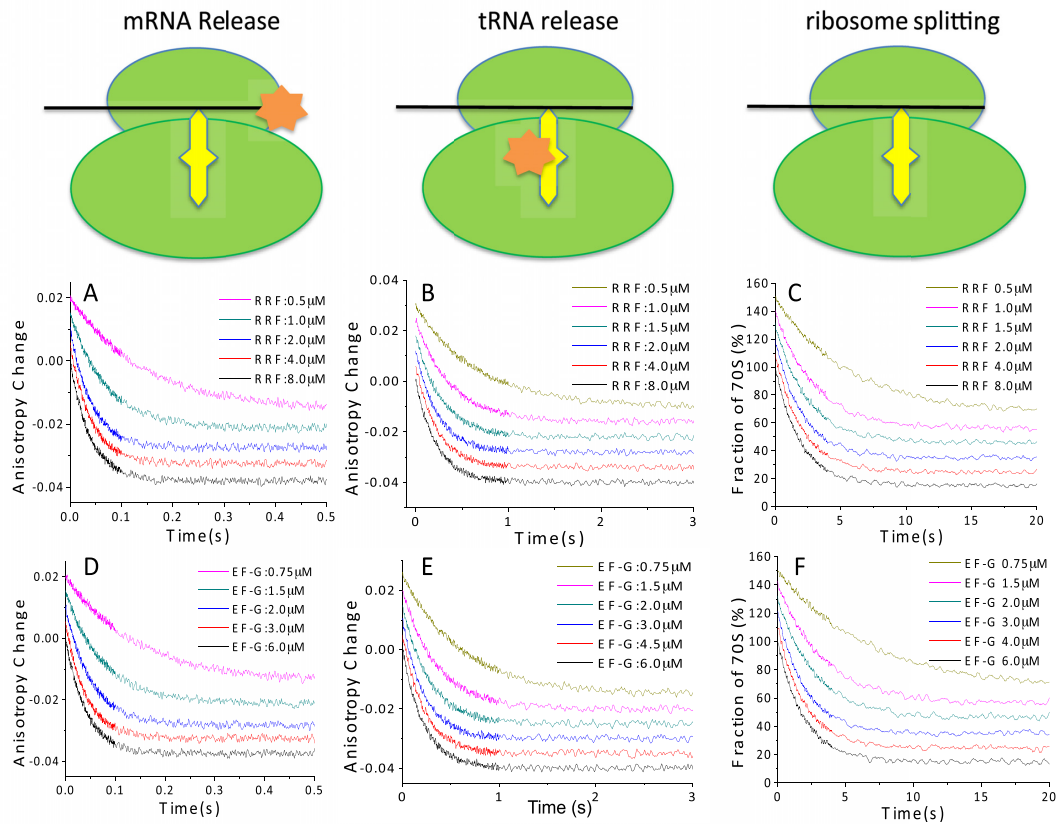 mRNA Release
tRNA release
ribosome splitting
A
RRF:0.5µM
RRF:1.0µM
RRF:2.0µM
RRF:4.0µM
RRF:8.0µM
0.02
0.00
-0.02
-0.04
Anisotropy Change
0.0 0.1 0.2 0.3 0.4 0.5
Time(s)
B
RRF:0.5µM
RRF:1.0µM
RRF:1.5µM
RRF:2.0µM
RRF:4.0µM
RRF:8.0µM
0.04
0.02
0.00
-0.02
-0.04
Anisotropy Change
0 1 2 3
Time(s)
C
RRF 0.5µM
RRF 1.0µM
RRF 1.5µM
RRF 2.0µM
RRF 4.0µM
RRF 8.0µM
160
140
120
100
80
60
40
20
0
Fraction of 70S (%)
0 5 10 15 20
Time(s)
D
EF-G:0.75µM
EF-G:1.5µM
EF-G:2.0µM
EF-G:3.0µM
EF-G:6.0µM
0.02
0.00
-0.02
-0.04
Anisotropy Change
0.0 0.1 0.2 0.3 0.4 0.5
Time(s)
E
EF-G:0.75µM
EF-G:1.5µM
EF-G:2.0µM
EF-G:3.0µM
EF-G:4.5µM
EF-G:6.0µM
0.02
0.00
-0.02
-0.04
Anisotropy Change
0 1 2 3
Time (s)
F
EF-G 0.75µM
EF-G 1.5µM
EF-G 2.0µM
EF-G 3.0µM
EF-G 4.0µM
EF-G 6.0µM
160
140
120
100
80
60
40
20
0
Fraction of 70S (%)
0 5 10 15 20
Time(s)